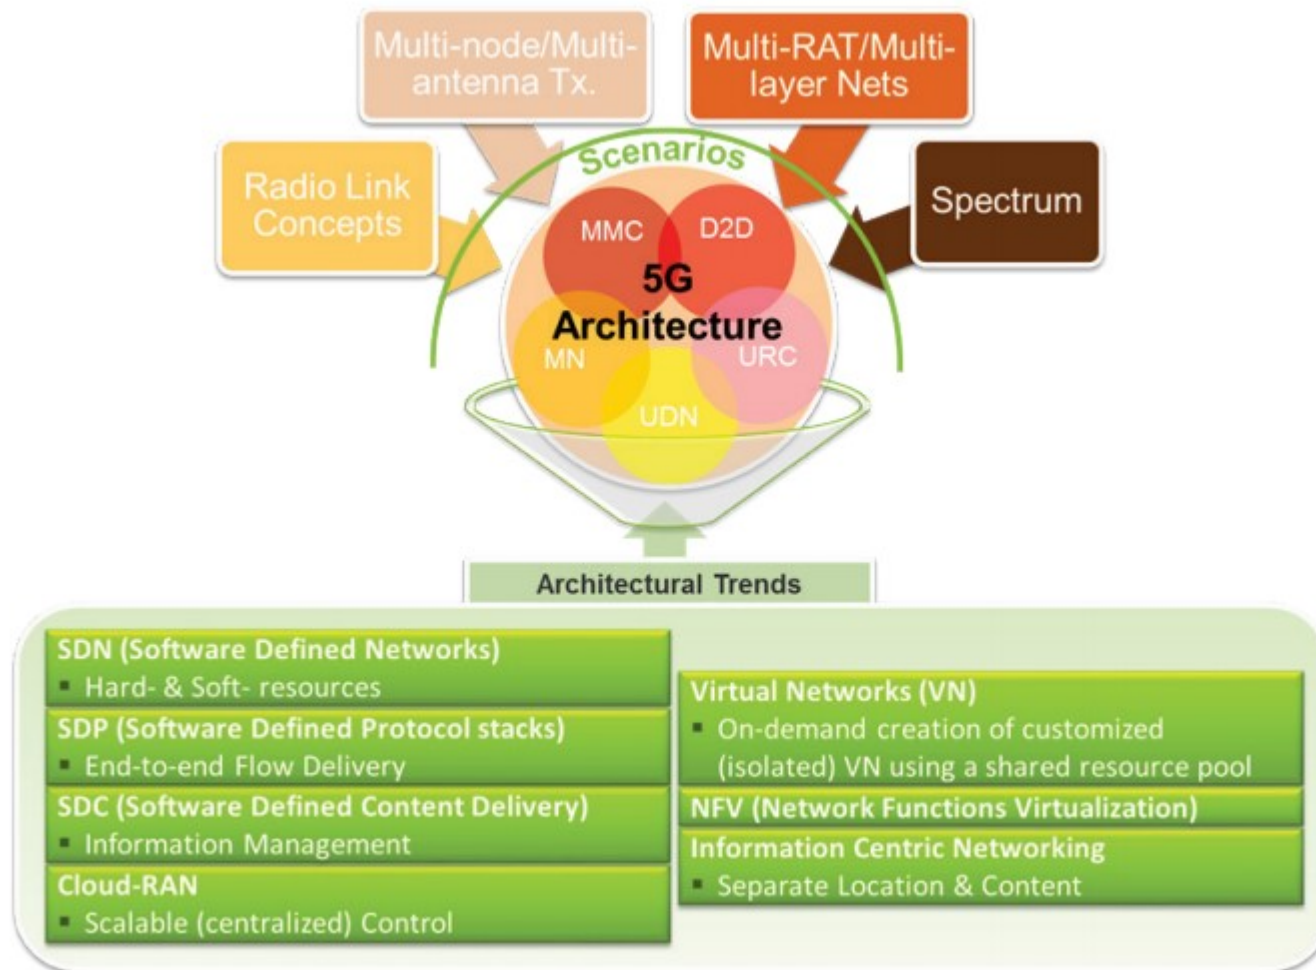 Multi-node/Multi-
antenna Tx.
Multi-RAT/Multi-
layer Nets
Radio Link
Concepts
Spectrum
Scenarios
MMC
D2D
5G
Architecture
MN
URC
UDN
Architectural Trends
SDN (Software Defined Networks)
▪ Hard- & Soft- resources
SDP (Software Defined Protocol stacks)
▪ End-to-end Flow Delivery
SDC (Software Defined Content Delivery)
▪ Information Management
Cloud-RAN
▪ Scalable (centralized) Control
Virtual Networks (VN)
▪ On-demand creation of customized
(isolated) VN using a shared resource pool
NFV (Network Functions Virtualization)
Information Centric Networking
▪ Separate Location & Content